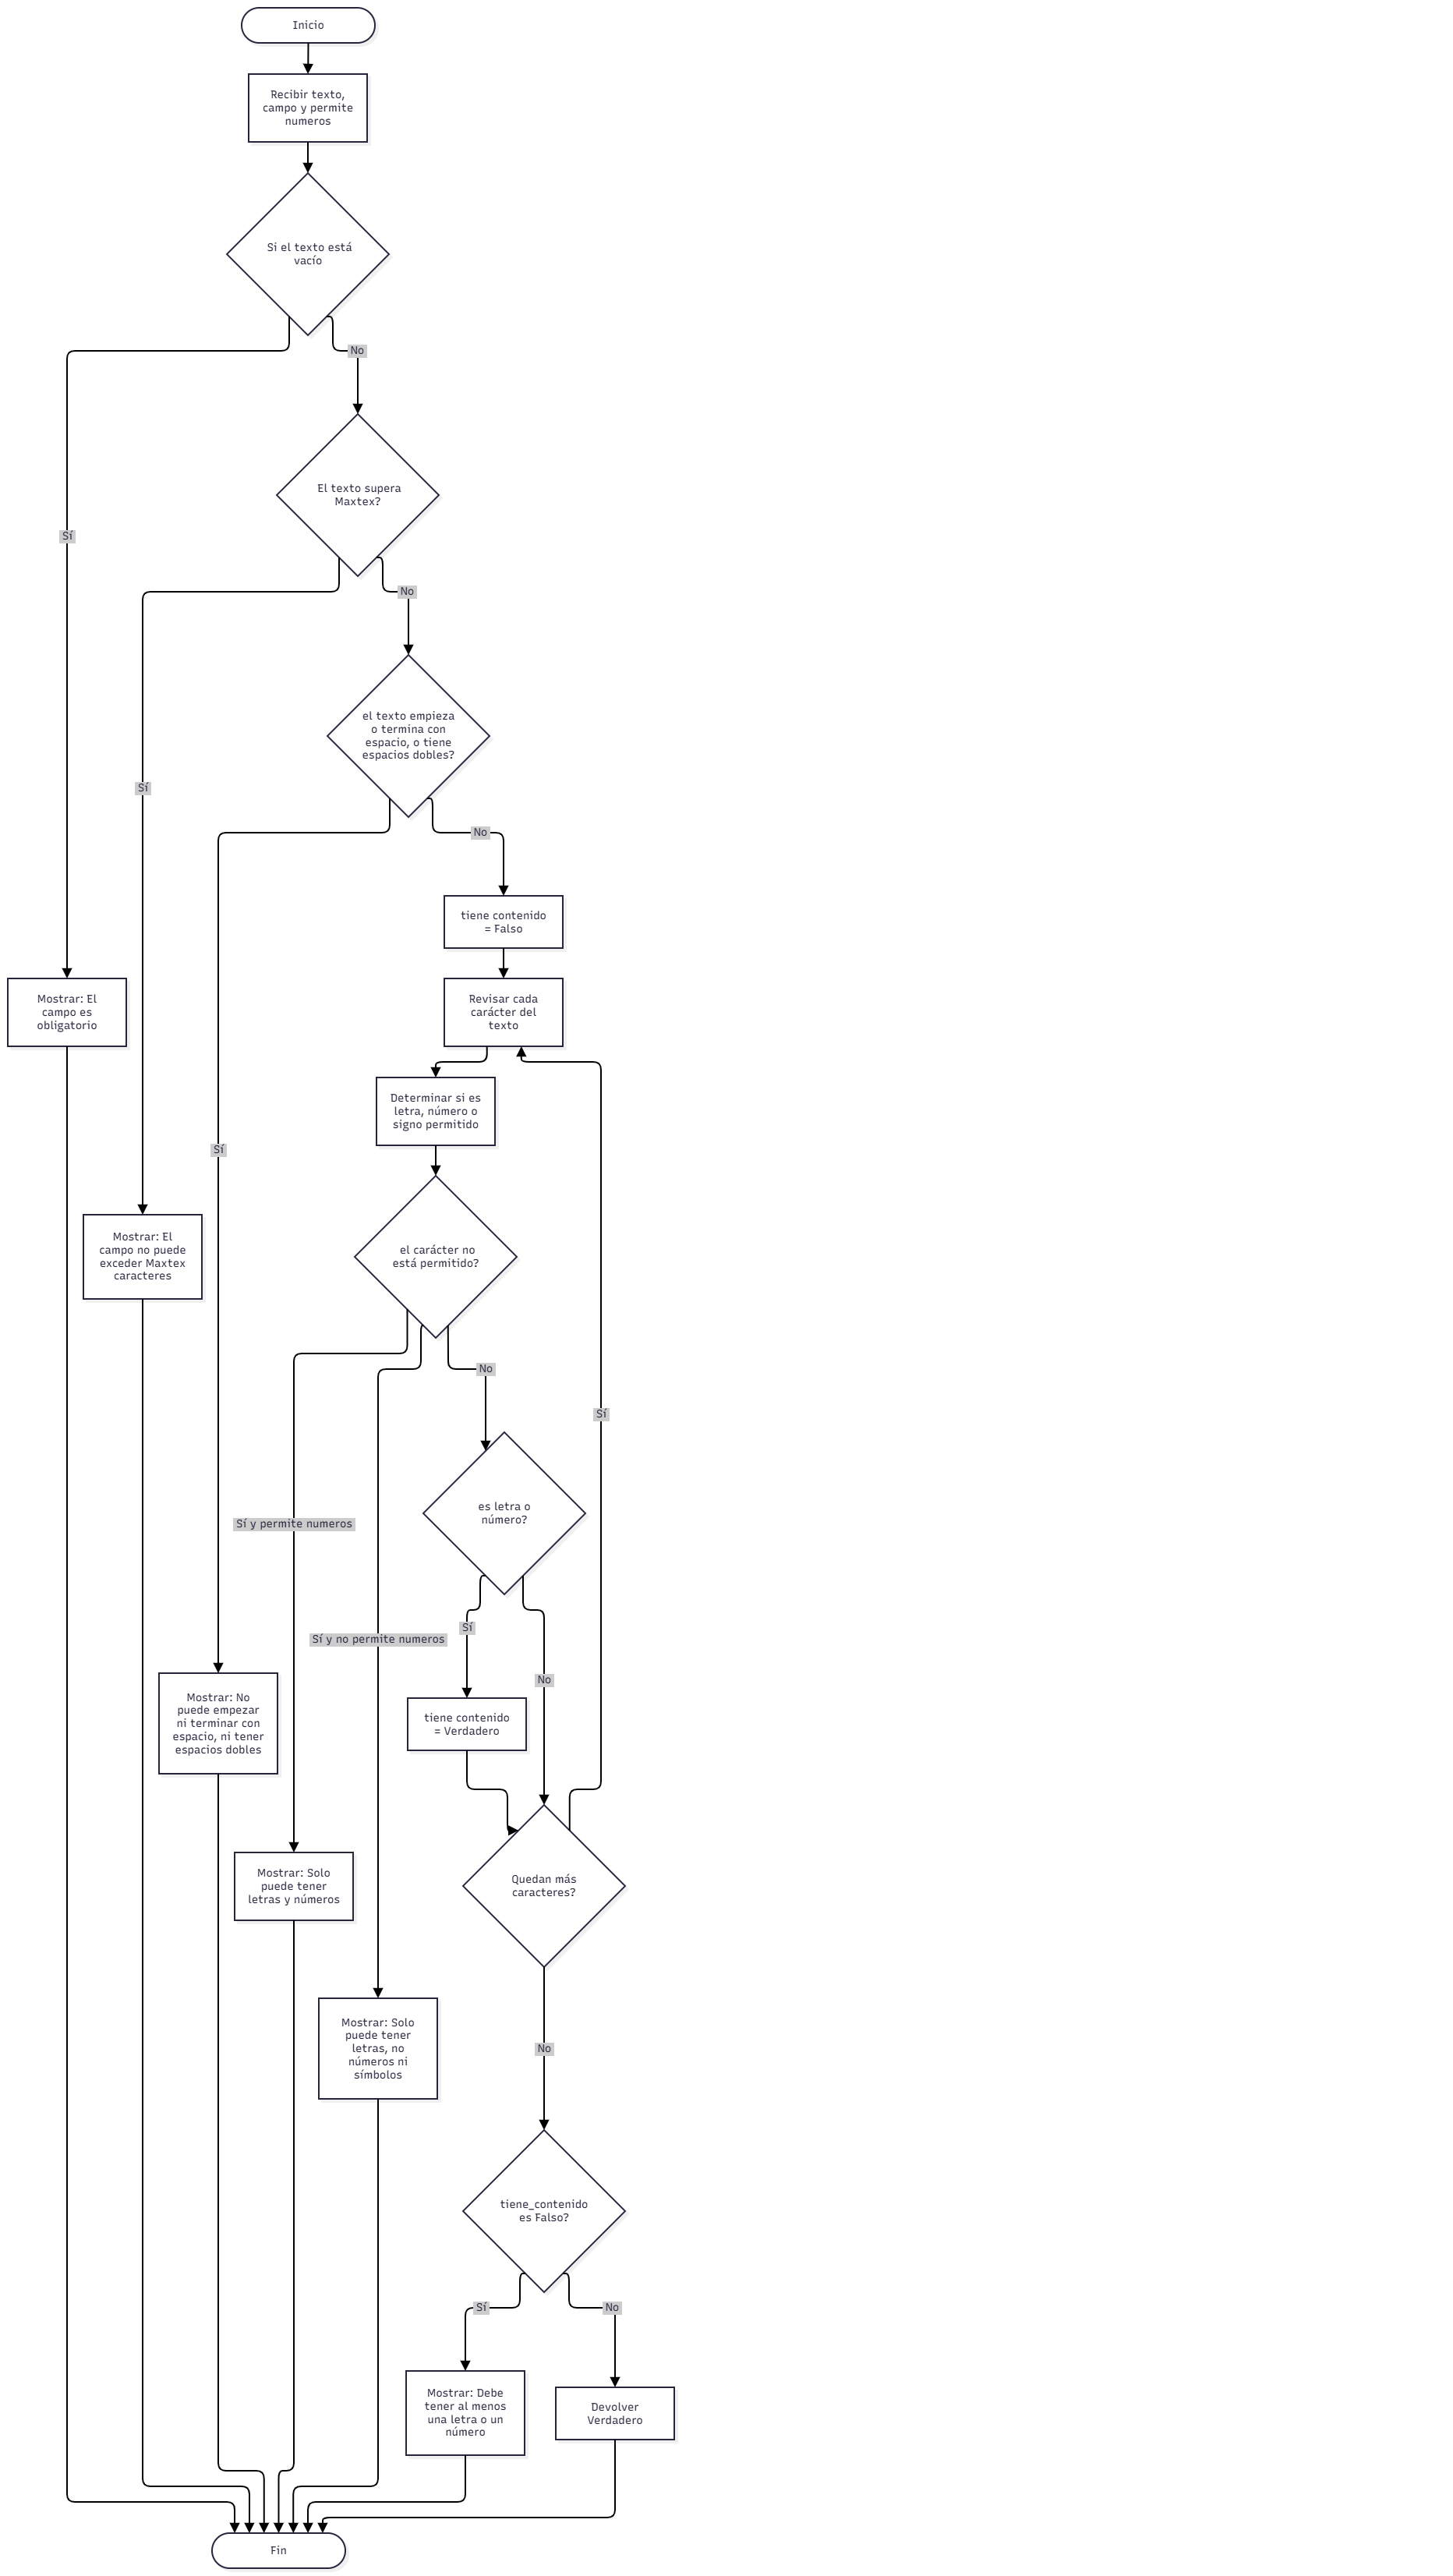 Inicio
Recibir texto,
campo y permite
numeros
Si el texto está
vacío
No
El texto supera
Maxtex?
Sí
No
el texto empieza
o termina con
espacio, o tiene
espacios dobles?
Sí
No
tiene contenido
= Falso
Mostrar: El
campo es
obligatorio
Revisar cada
carácter del
texto
Determinar si es
letra, número o
signo permitido
Sí
Mostrar: El
campo no puede
exceder Maxtex
caracteres
el carácter no
está permitido?
No
Sí
es letra o
número?
Sí y permite numeros
Sí
Sí y no permite numeros
No
Mostrar: No
puede empezar
ni terminar con
espacio, ni tener
espacios dobles
tiene contenido
= Verdadero
Mostrar: Solo
puede tener
letras y números
Quedan más
caracteres?
Mostrar: Solo
puede tener
letras, no
números ni
símbolos
No
tiene_contenido
es Falso?
Sí
No
Mostrar: Debe
tener al menos
una letra o un
número
Devolver
Verdadero
Fin